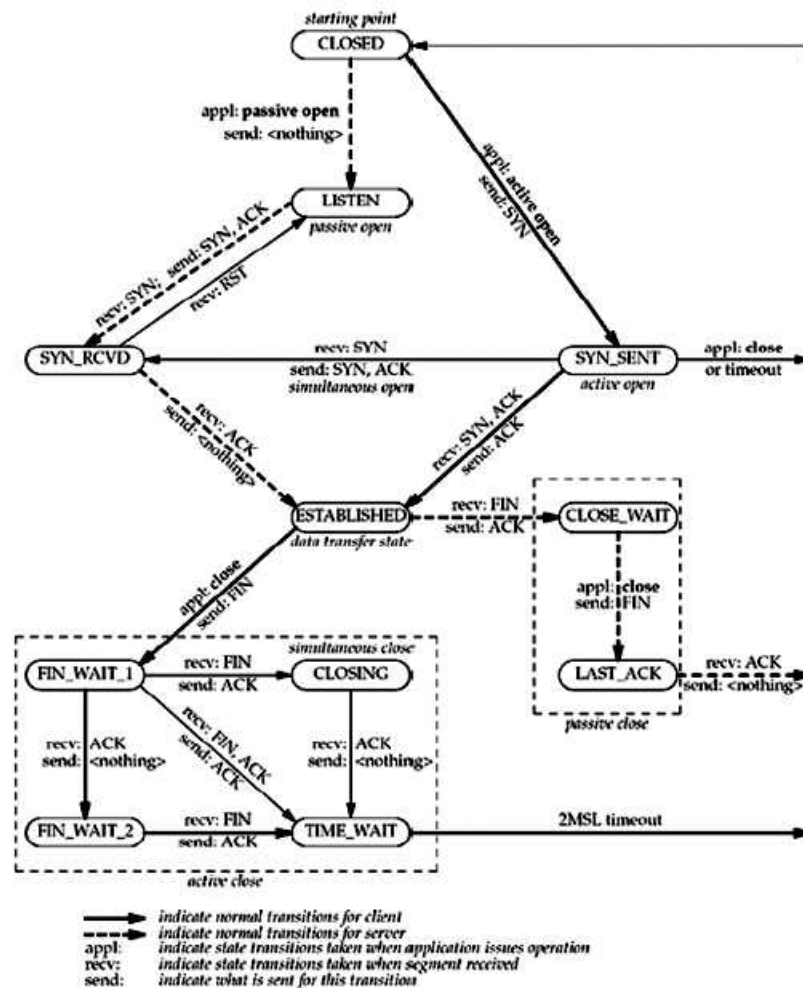 starting point
CLOSED
appl: passive open
send: <nothing>
appl: active open
send: SYN
LISTEN
passive open
recv: SYN; send: SYN, ACK
recv: RST
SYN_RCVD
recv: SYN
send: SYN, ACK
simultaneous open
SYN_SENT
active open
appl: close
or timeout
recv: ACK
send: <nothing>
recv: SYN, ACK
send: ACK
ESTABLISHED
data transfer state
recv: FIN
send: ACK
CLOSE_WAIT
appl: close
send: FIN
appl: close
send: FIN
LAST_ACK
passive close
recv: ACK
send: <nothing>
simultaneous close
FIN_WAIT_1
recv: FIN
send: ACK
CLOSING
recv: ACK
send: <nothing>
recv: FIN, ACK
send: ACK
recv: ACK
send: <nothing>
FIN_WAIT_2
recv: FIN
send: ACK
TIME_WAIT
2MSL timeout
active close
indicate normal transitions for client
indicate normal transitions for server
appl: indicate state transitions taken when application issues operation
recv: indicate state transitions taken when segment received
send: indicate what is sent for this transition